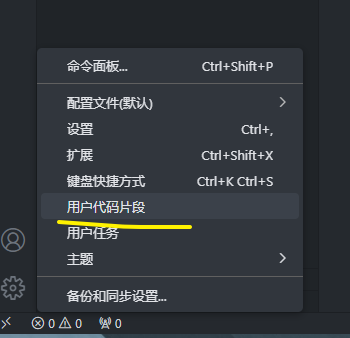 命令面板... Ctrl+Shift+P
配置文件(默认)
设置 Ctrl+,
扩展 Ctrl+Shift+X
键盘快捷方式 Ctrl+K Ctrl+S
用户代码片段
用户任务
主题
备份和同步设置...
0 0 0